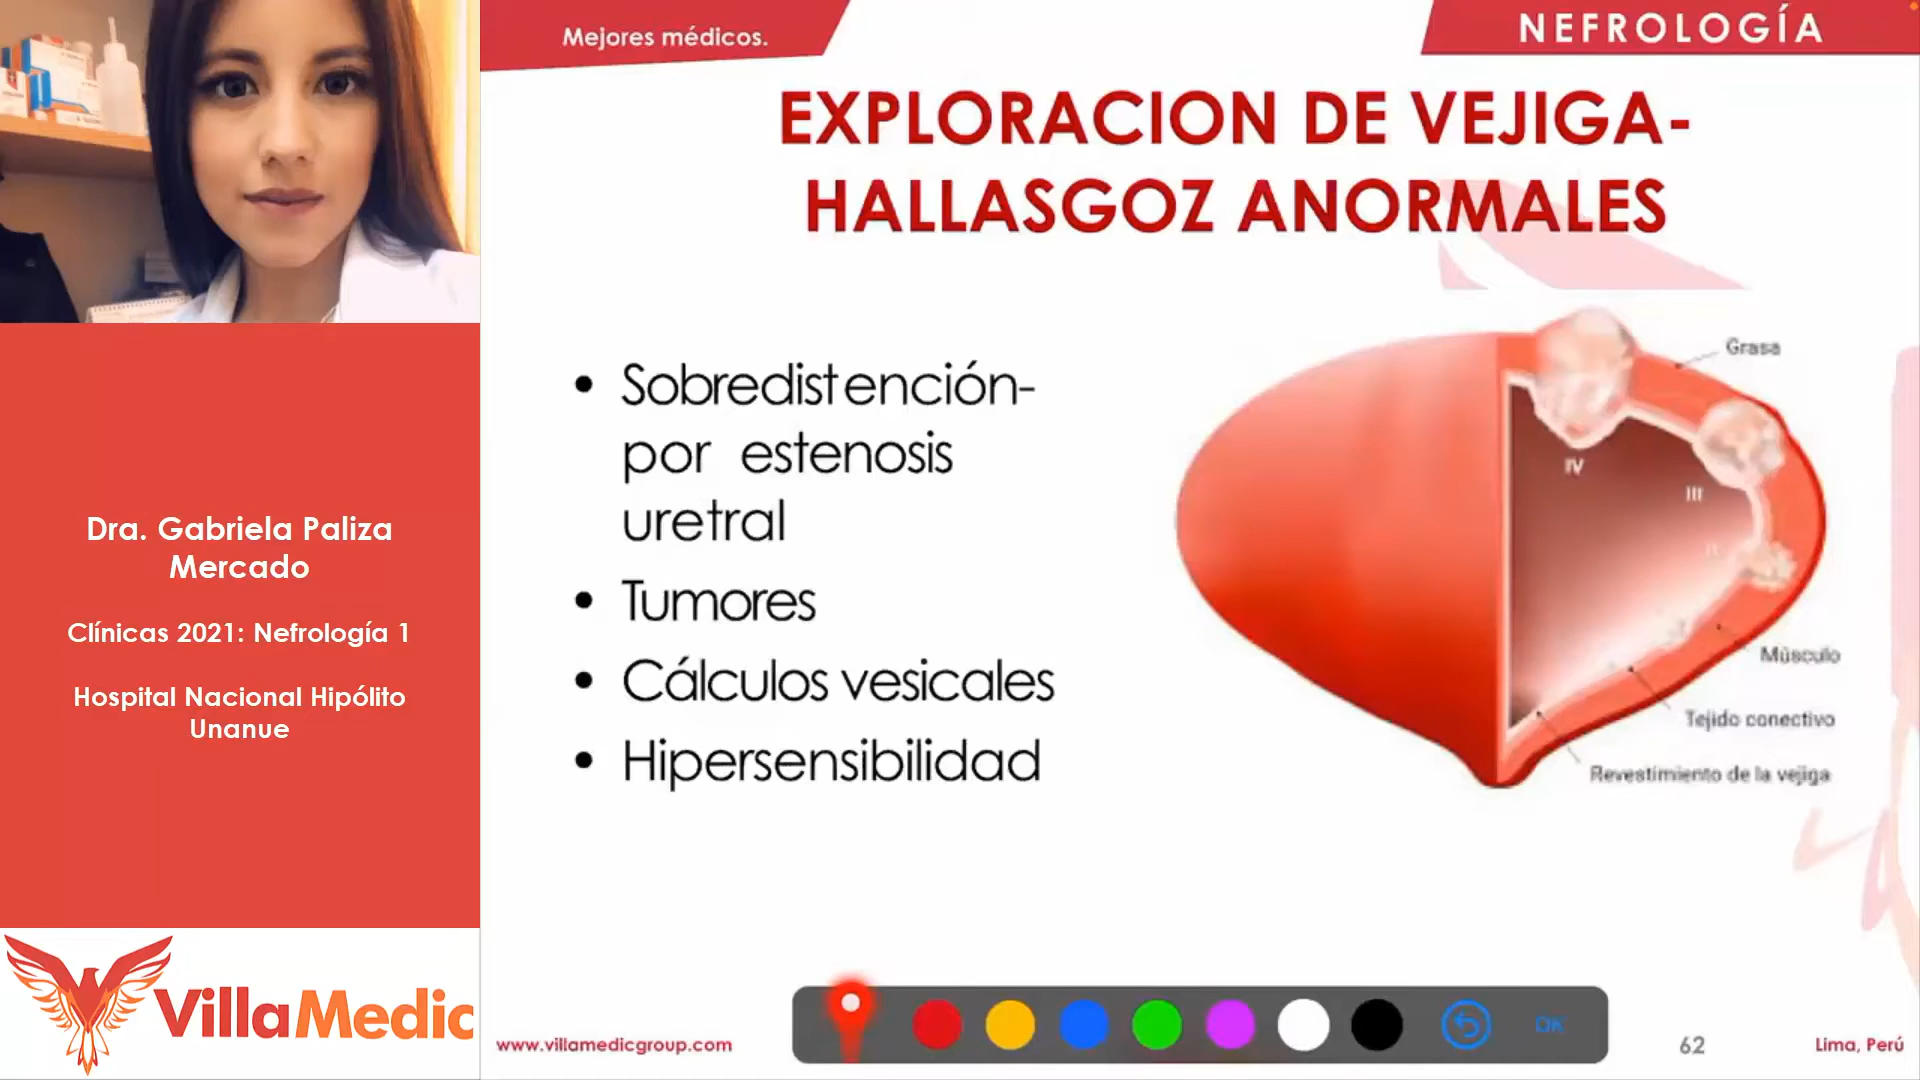 Mejores médicos.
NEFROLOGÍA
EXPLORACION DE VEJIGA-
HALLASGOZ ANORMALES
• Sobredistención-
por estenosis
uretral
• Tumores
• Cálculos vesicales
• Hipersensibilidad
Grasa
IV
III
II
Músculo
Tejido conectivo
Revestimiento de la vejiga
Dra. Gabriela Paliza
Mercado
Clínicas 2021: Nefrología 1
Hospital Nacional Hipólito
Unanue
VillaMedic
www.villamedicgroup.com
OK
62
Lima, Perú